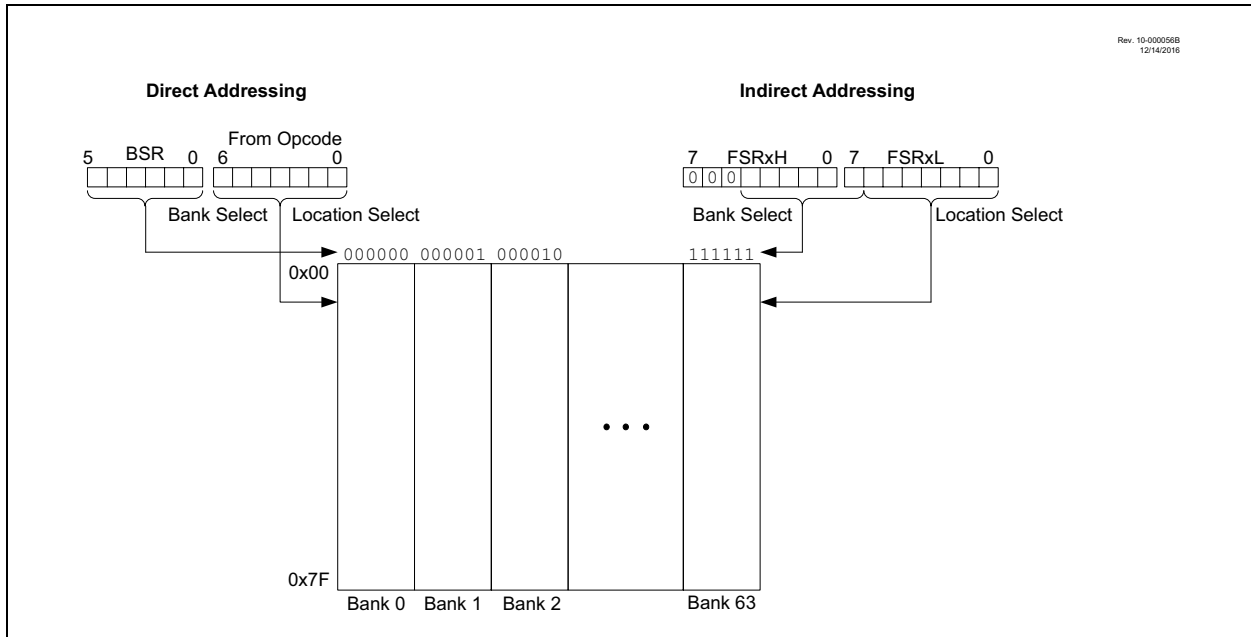 Rev. 10-000056B
12/14/2016
Direct Addressing
Indirect Addressing
From Opcode
5 BSR 0 6 0
7 FSRxH 0 7 FSRxL 0
0 0 0
Bank Select Location Select
Bank Select Location Select
000000 000001 000010 111111
0x00
• • •
0x7F
Bank 0 Bank 1 Bank 2 Bank 63